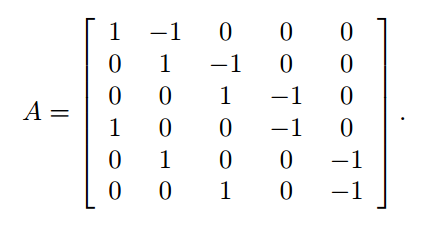 1 −1 0 0 0
0 1 −1 0 0
0 0 1 −1 0
A = 1 0 0 −1 0 .
0 1 0 0 −1
0 0 1 0 −1